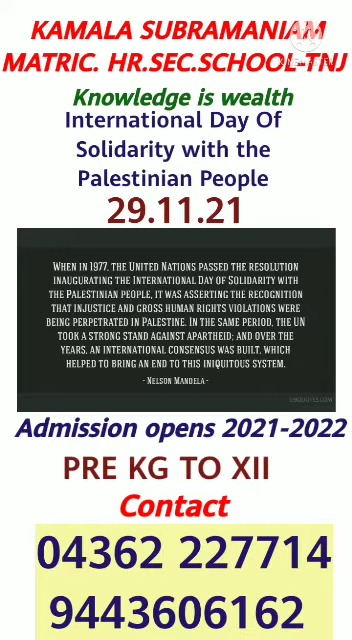 KAMALA SUBRAMANIAM
MATRIC. HR.SEC.SCHOOL-TNJ
Knowledge is wealth
International Day Of
Solidarity with the
Palestinian People
29.11.21
WHEN IN 1977, THE UNITED NATIONS PASSED THE RESOLUTION
INAUGURATING THE INTERNATIONAL DAY OF SOLIDARITY WITH
THE PALESTINIAN PEOPLE, IT WAS ASSERTING THE RECOGNITION
THAT INJUSTICE AND GROSS HUMAN RIGHTS VIOLATIONS WERE
BEING PERPETRATED IN PALESTINE. IN THE SAME PERIOD, THE UN
TOOK A STRONG STAND AGAINST APARTHEID; AND OVER THE
YEARS, AN INTERNATIONAL CONSENSUS WAS BUILT, WHICH
HELPED TO BRING AN END TO THIS INIQUITOUS SYSTEM.
- NELSON MANDELA -
Admission opens 2021-2022
PRE KG TO XII
Contact
04362 227714
9443606162